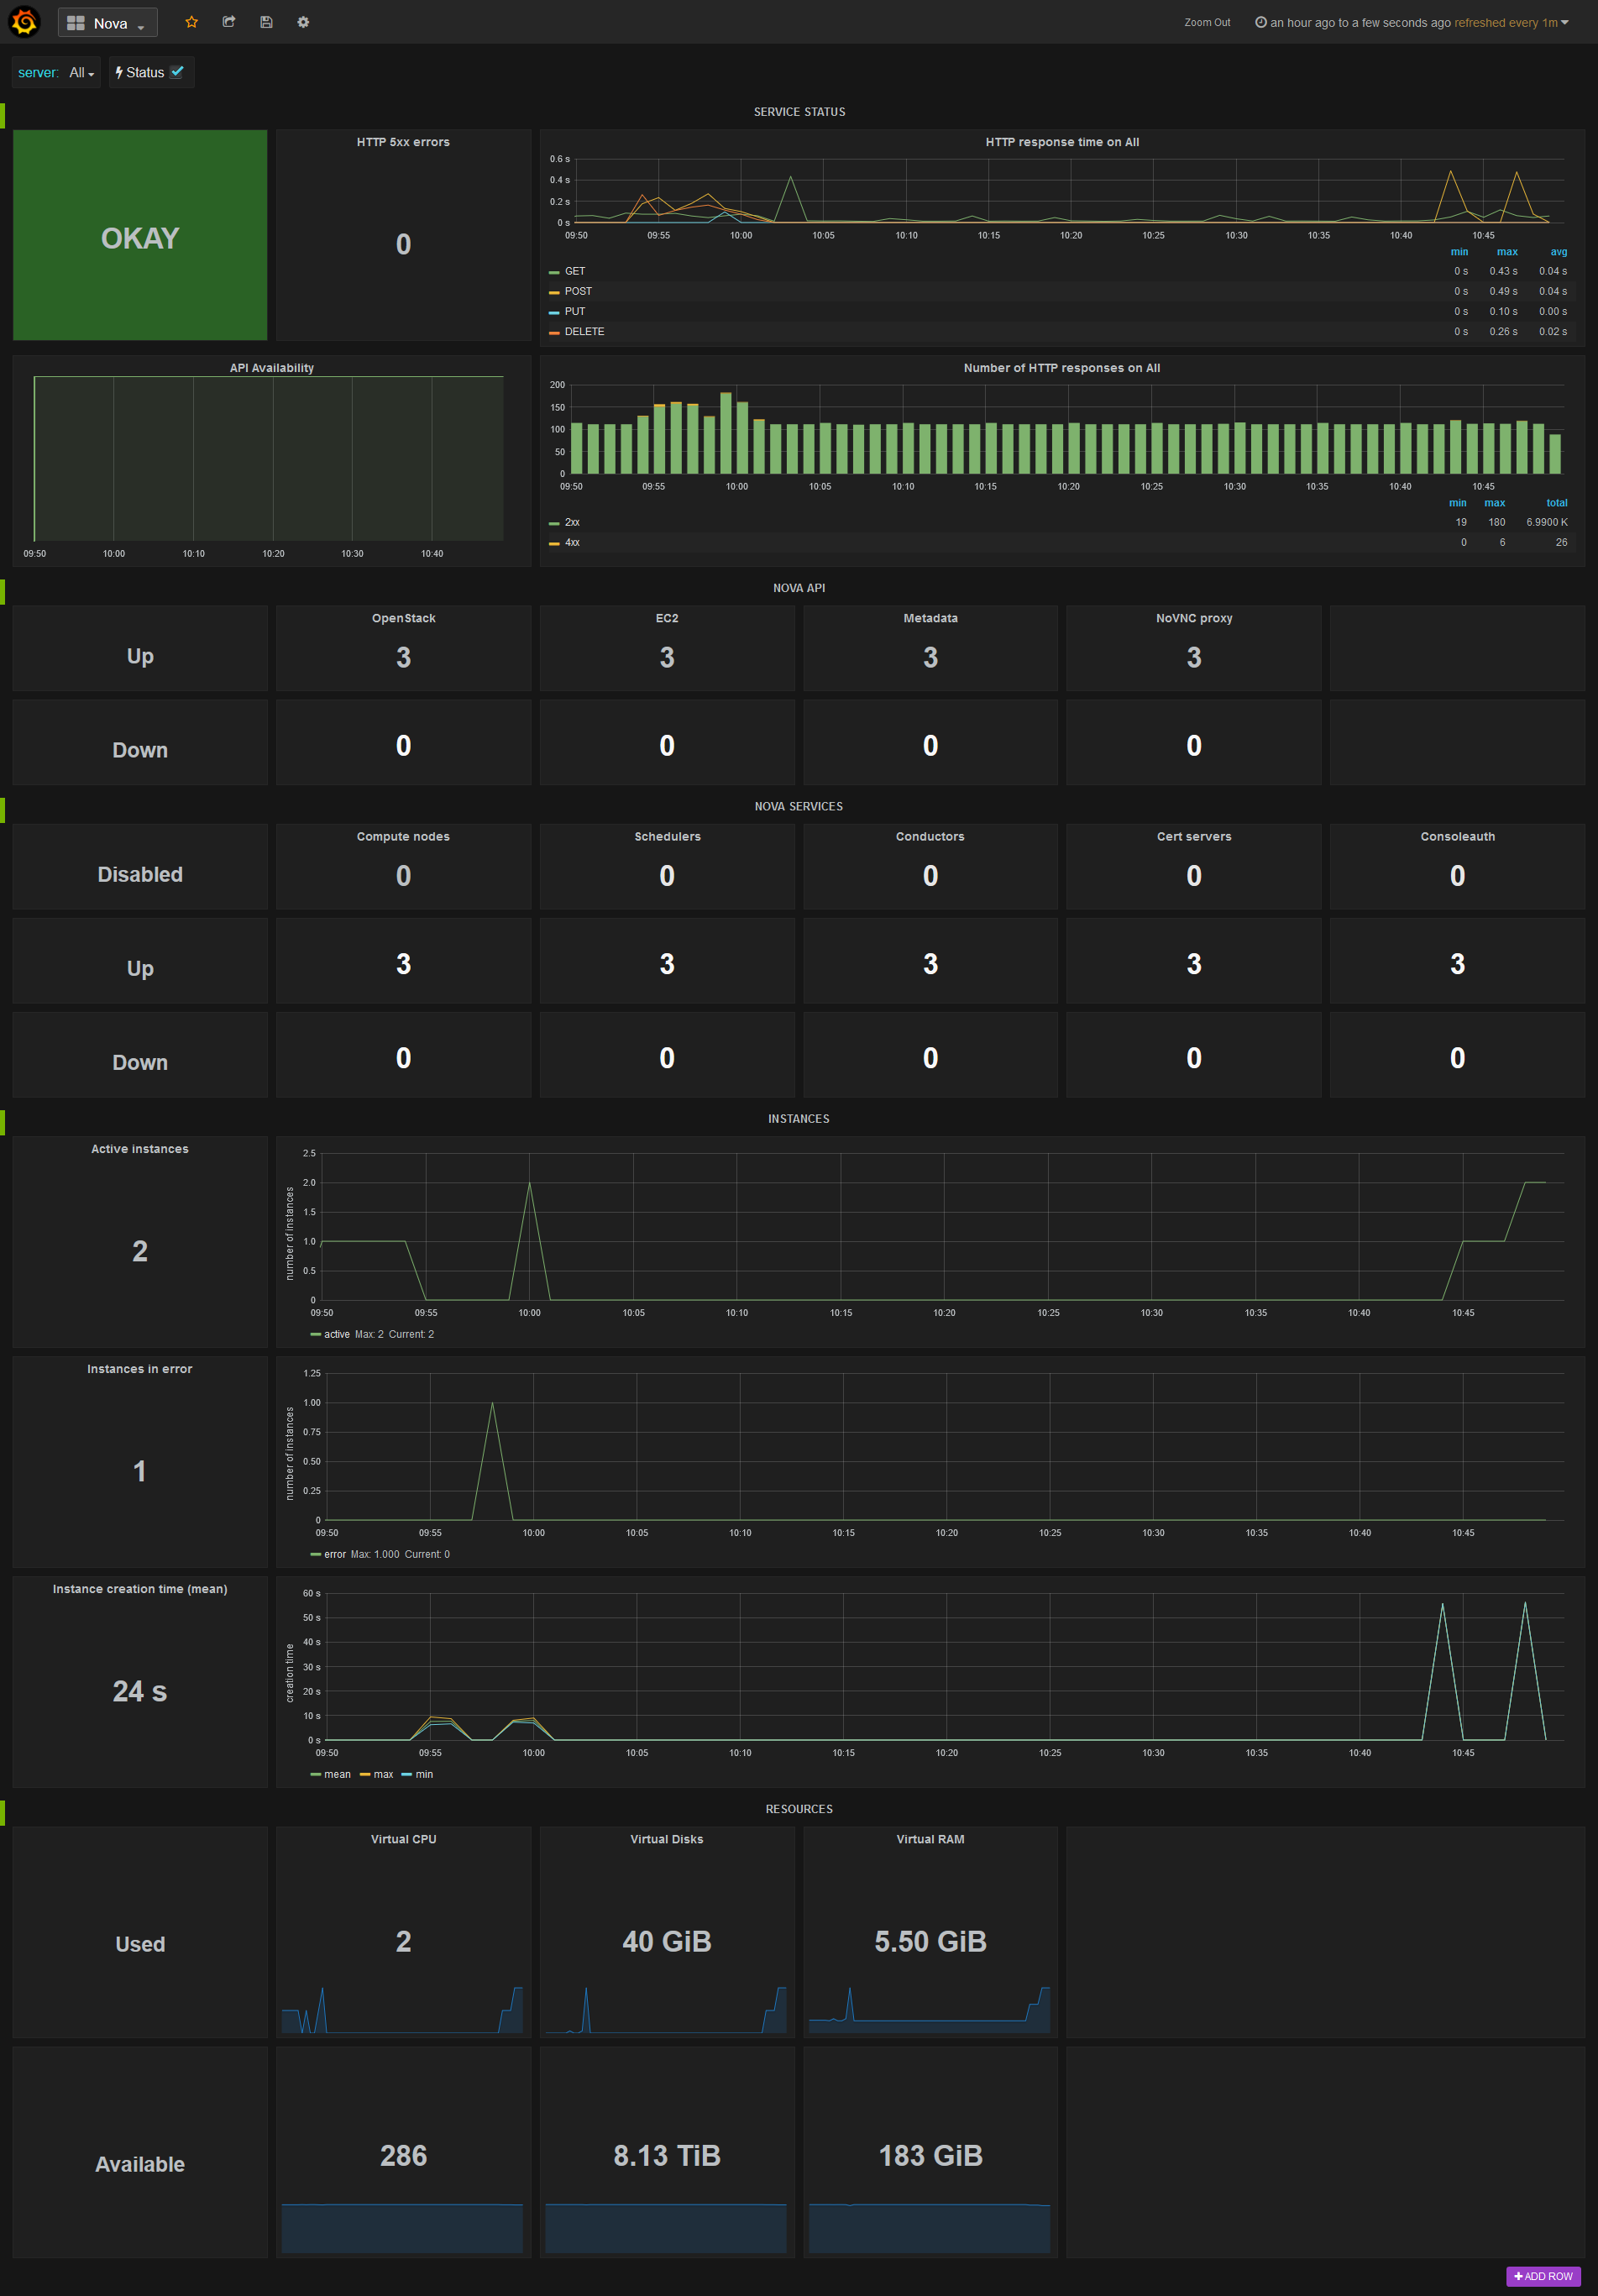 Nova
Zoom Out an hour ago to a few seconds ago refreshed every 1m
server: All Status
SERVICE STATUS
OKAY
HTTP 5xx errors
0
HTTP response time on All
0.6 s
0.4 s
0.2 s
0 s
09:50 09:55 10:00 10:05 10:10 10:15 10:20 10:25 10:30 10:35 10:40 10:45
min max avg
GET 0 s 0.43 s 0.04 s
POST 0 s 0.49 s 0.04 s
PUT 0 s 0.10 s 0.00 s
DELETE 0 s 0.26 s 0.02 s
API Availability
09:50 10:00 10:10 10:20 10:30 10:40
Number of HTTP responses on All
200
150
100
50
0
09:50 09:55 10:00 10:05 10:10 10:15 10:20 10:25 10:30 10:35 10:40 10:45
min max total
2xx 19 180 6.9900 K
4xx 0 6 26
NOVA API
OpenStack EC2 Metadata NoVNC proxy
Up 3 3 3 3
Down 0 0 0 0
NOVA SERVICES
Compute nodes Schedulers Conductors Cert servers Consoleauth
Disabled 0 0 0 0 0
Up 3 3 3 3 3
Down 0 0 0 0 0
INSTANCES
Active instances
2
number of instances
2.5
2.0
1.5
1.0
0.5
0
09:50 09:55 10:00 10:05 10:10 10:15 10:20 10:25 10:30 10:35 10:40 10:45
active Max: 2 Current: 2
Instances in error
1
number of instances
1.25
1.00
0.75
0.50
0.25
0
09:50 09:55 10:00 10:05 10:10 10:15 10:20 10:25 10:30 10:35 10:40 10:45
error Max: 1.000 Current: 0
Instance creation time (mean)
24 s
creation time
60 s
50 s
40 s
30 s
20 s
10 s
0 s
09:50 09:55 10:00 10:05 10:10 10:15 10:20 10:25 10:30 10:35 10:40 10:45
mean max min
RESOURCES
Virtual CPU Virtual Disks Virtual RAM
Used 2 40 GiB 5.50 GiB
Available 286 8.13 TiB 183 GiB
ADD ROW